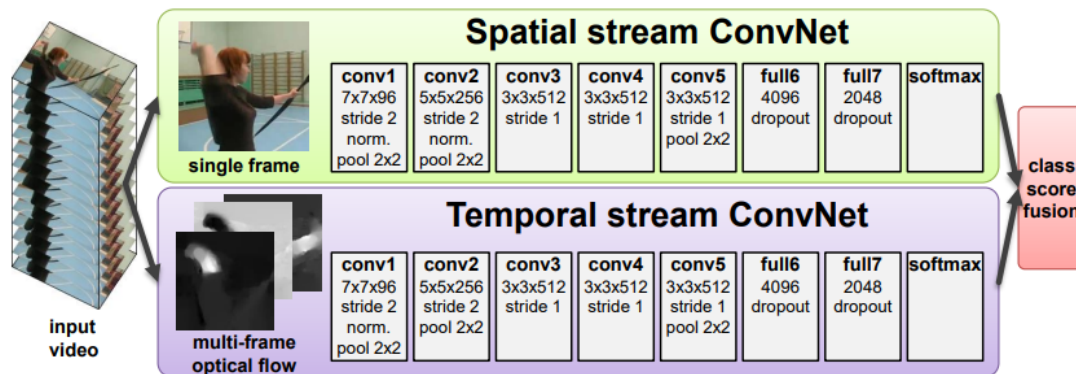 Spatial stream ConvNet
conv1
7x7x96
stride 2
norm.
pool 2x2
conv2
5x5x256
stride 2
norm.
pool 2x2
conv3
3x3x512
stride 1
conv4
3x3x512
stride 1
conv5
3x3x512
stride 1
pool 2x2
full6
4096
dropout
full7
2048
dropout
softmax
single frame
Temporal stream ConvNet
conv1
7x7x96
stride 2
norm.
pool 2x2
conv2
5x5x256
stride 2
pool 2x2
conv3
3x3x512
stride 1
conv4
3x3x512
stride 1
conv5
3x3x512
stride 1
pool 2x2
full6
4096
dropout
full7
2048
dropout
softmax
multi-frame
optical flow
input
video
class
score
fusion